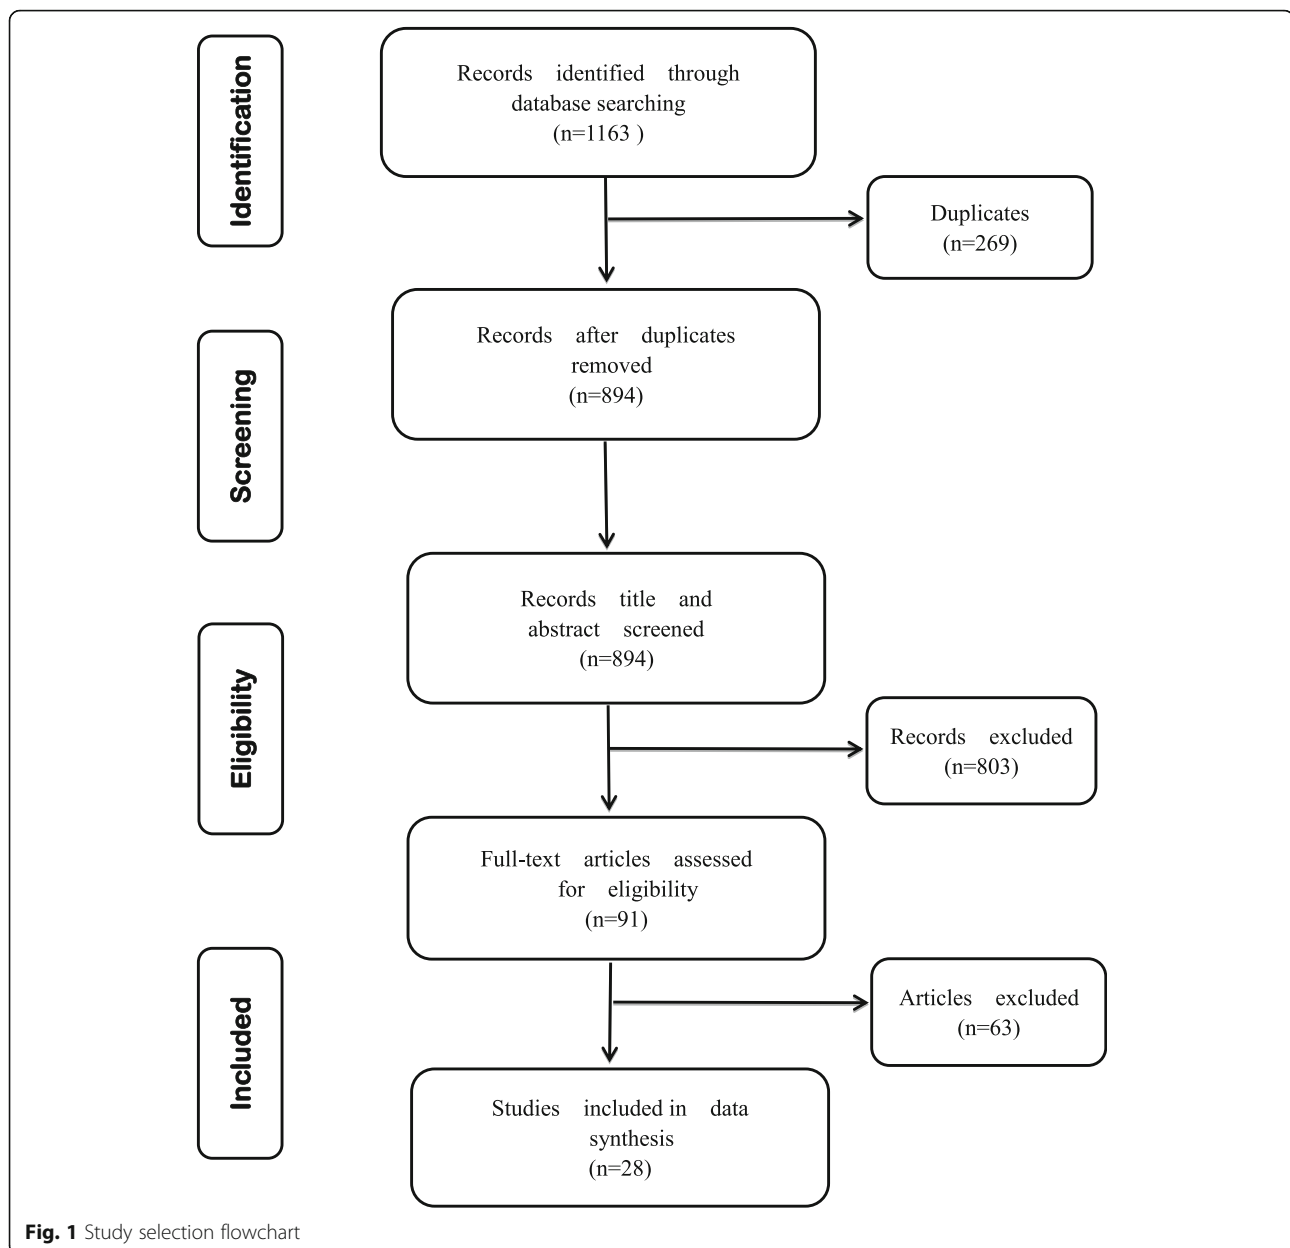 Identification
Records identified through
database searching
(n=1163 )
Duplicates
(n=269)
Screening
Records after duplicates
removed
(n=894)
Records title and
abstract screened
(n=894)
Eligibility
Records excluded
(n=803)
Full-text articles assessed
for eligibility
(n=91)
Included
Articles excluded
(n=63)
Studies included in data
synthesis
(n=28)
Fig. 1 Study selection flowchart